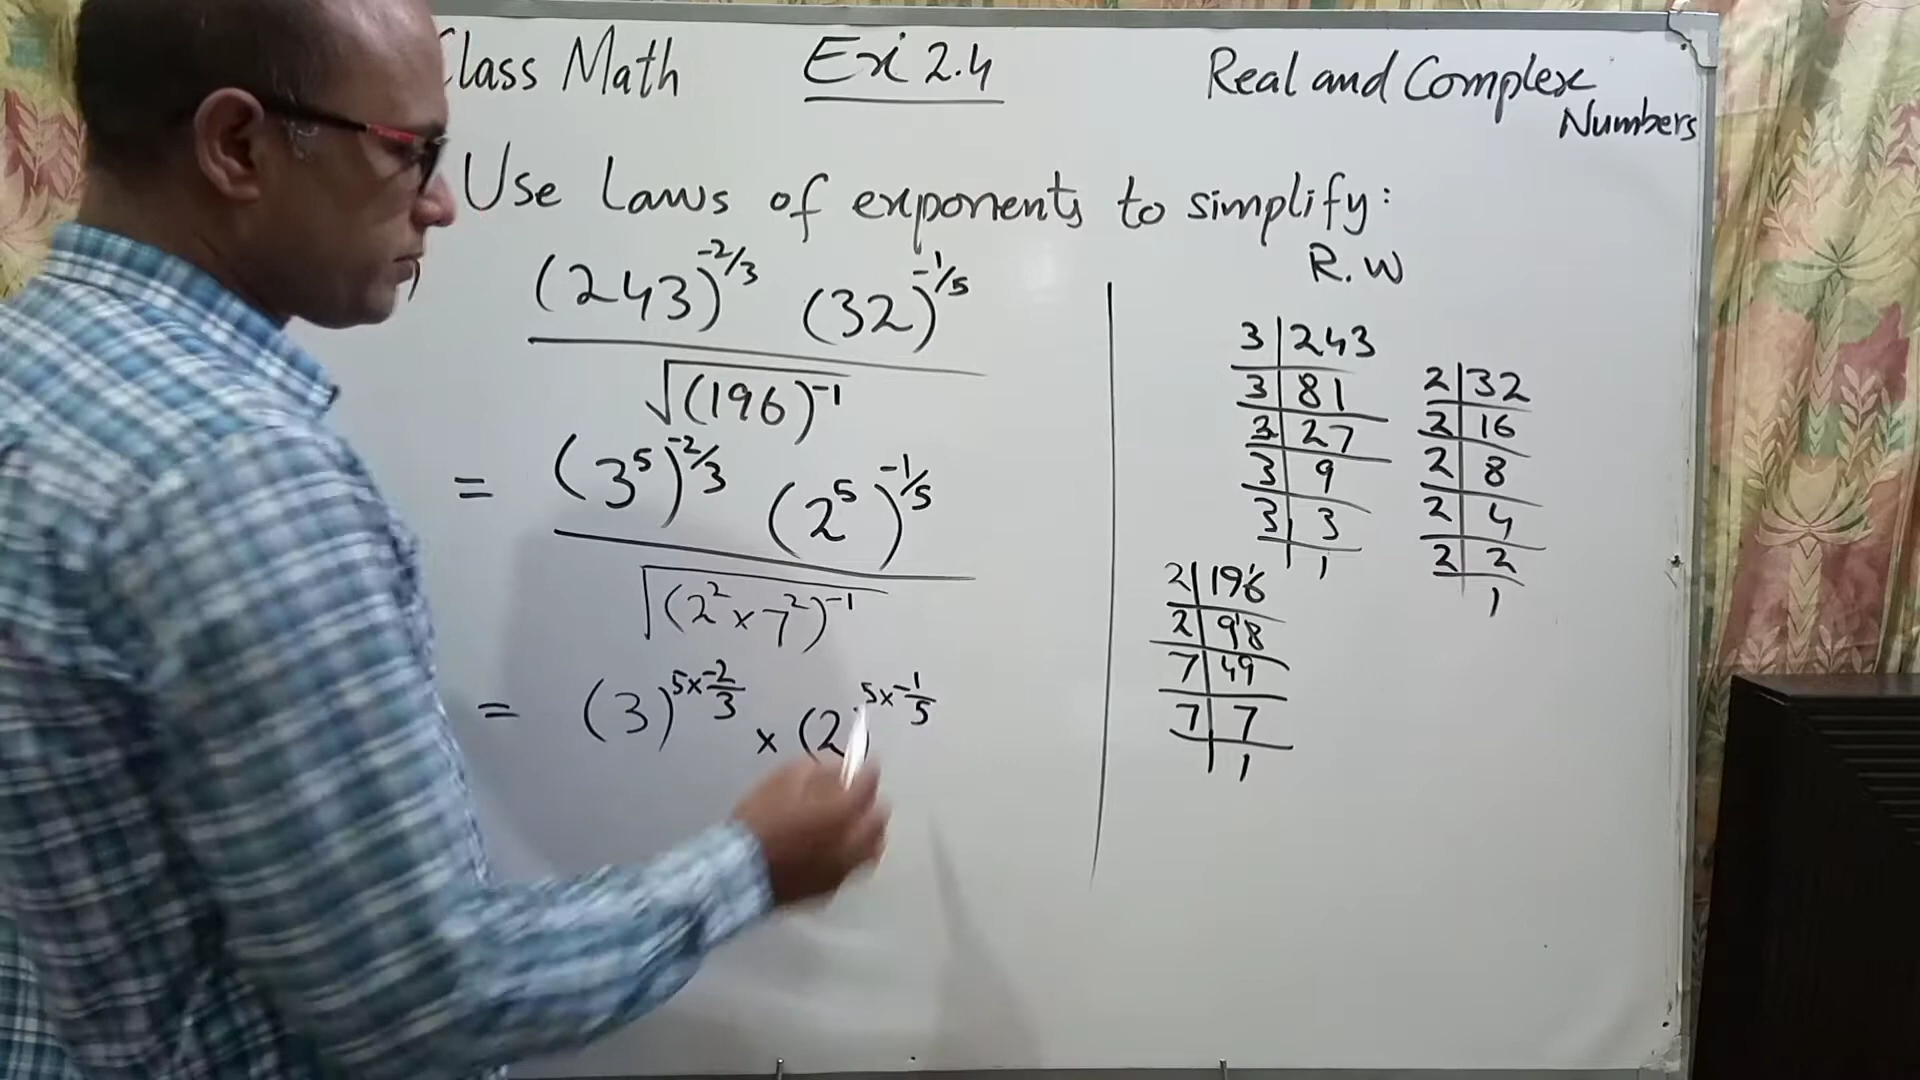 Class Math Ex 2.4 Real and Complex Numbers
Use Laws of exponents to simplify:
R.W
(243)^-2/3 (32)^-1/5
√(196)^-1
= (3^5)^-2/3 (2^5)^-1/5
√(2^2 × 7^2)^-1
= (3)^5×-2/3 × (2)^5×-1/5
3 | 243
3 | 81
3 | 27
3 | 9
3 | 3
1
2 | 32
2 | 16
2 | 8
2 | 4
2 | 2
1
2 | 196
2 | 98
7 | 49
7 | 7
1